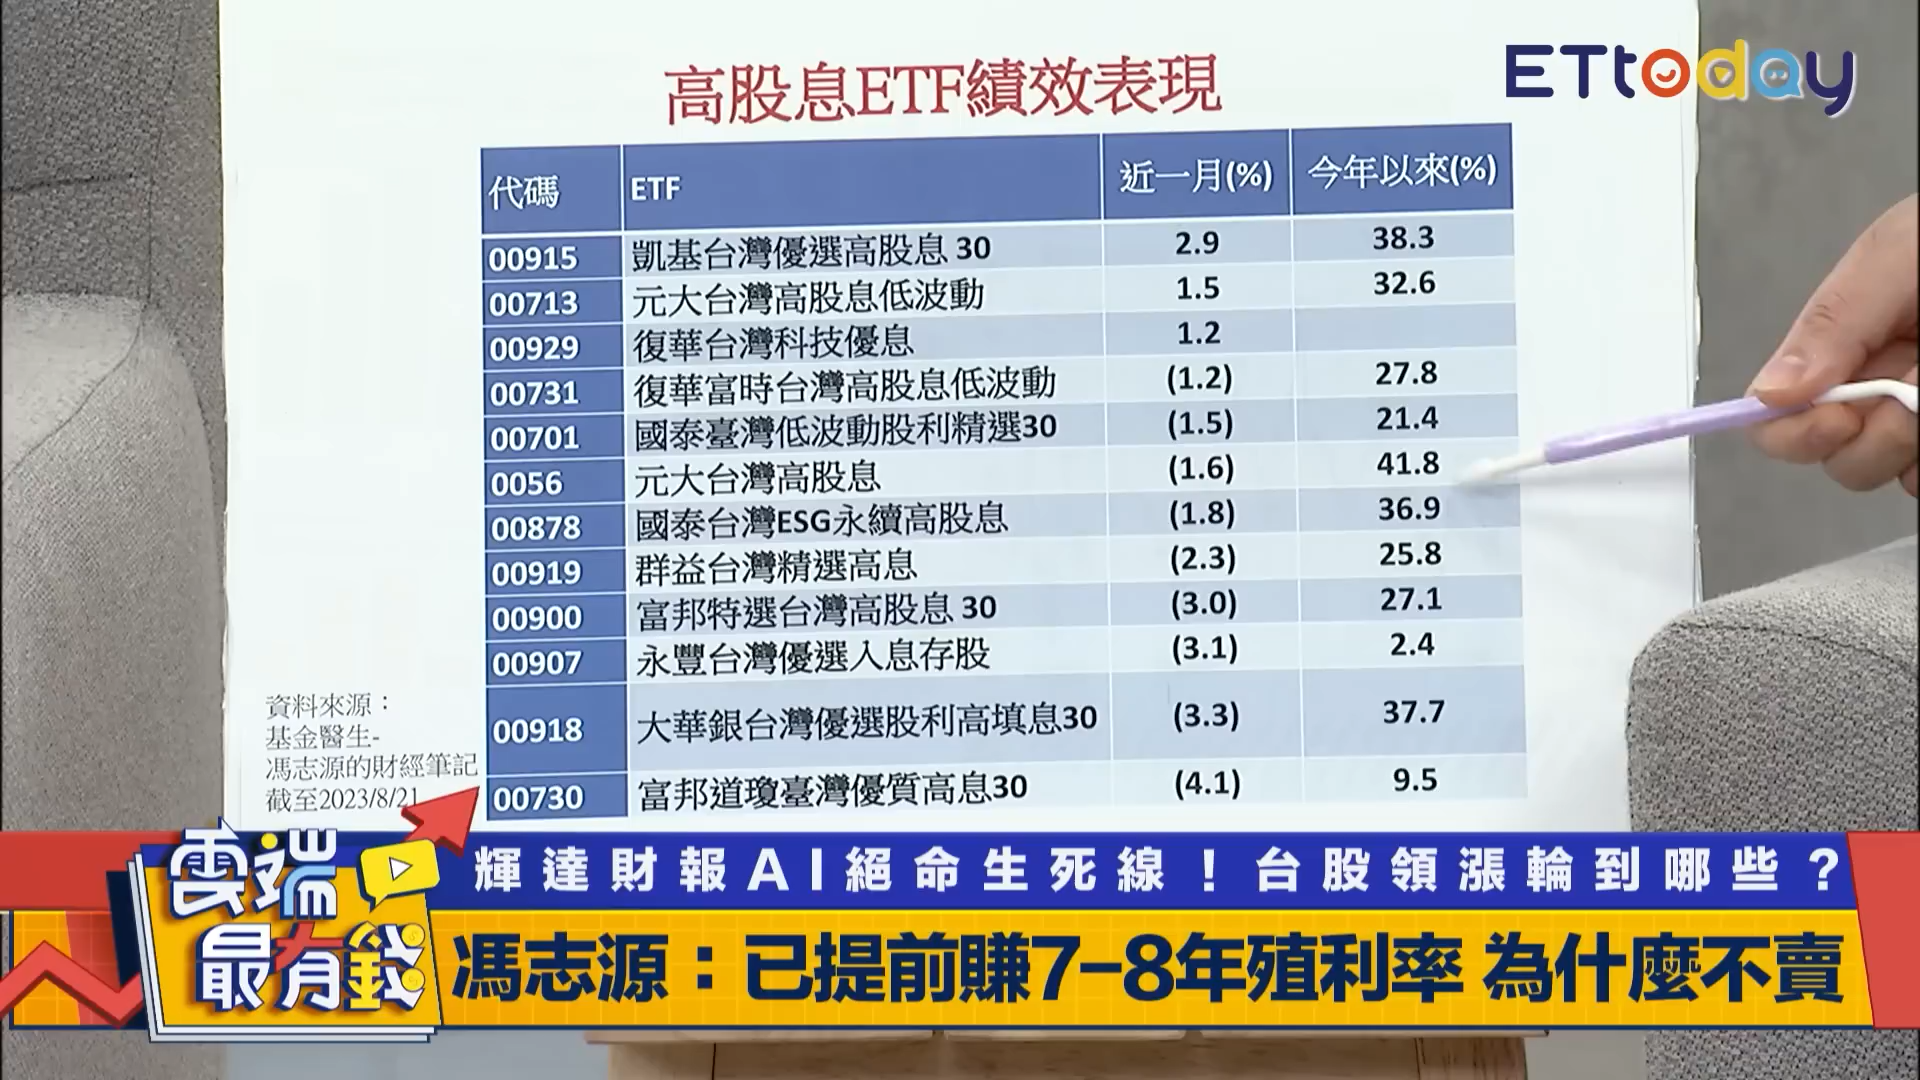 ETtoday
高股息ETF績效表現
代碼 ETF 近一月(%) 今年以來(%)
00915 凱基台灣優選高股息 30 2.9 38.3
00713 元大台灣高股息低波動 1.5 32.6
00929 復華台灣科技優息 1.2
00731 復華富時台灣高股息低波動 (1.2) 27.8
00701 國泰臺灣低波動股利精選30 (1.5) 21.4
0056 元大台灣高股息 (1.6) 41.8
00878 國泰台灣ESG永續高股息 (1.8) 36.9
00919 群益台灣精選高息 (2.3) 25.8
00900 富邦特選台灣高股息 30 (3.0) 27.1
00907 永豐台灣優選入息存股 (3.1) 2.4
00918 大華銀台灣優選股利高填息30 (3.3) 37.7
00730 富邦道瓊臺灣優質高息30 (4.1) 9.5
資料來源：
基金醫生-
馮志源的財經筆記
截至2023/8/21
雲端
最有錢
輝達財報AI絕命生死線！台股領漲輪到哪些？
馮志源：已提前賺7-8年殖利率 為什麼不賣